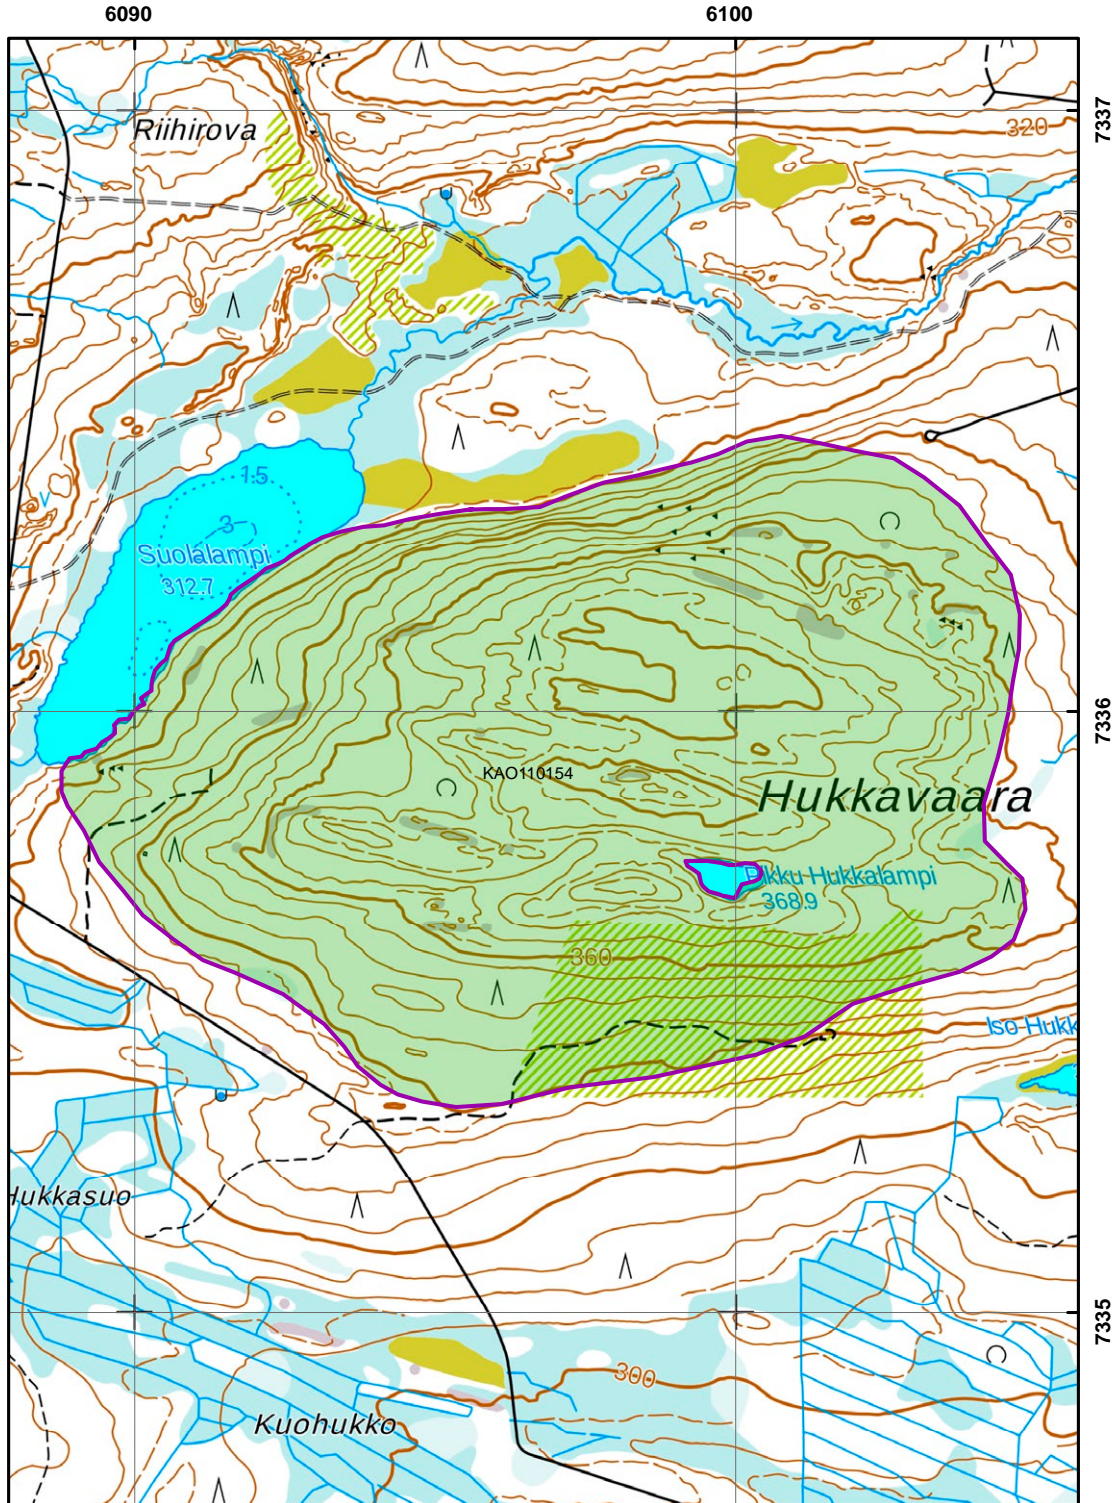 6090
6100
7337
Riihirova
320
1.5
3
Suolalampi
312.7
7336
KAO110154
Hukkavaara
Pikku Hukkalampi
368.9
360
Iso Hukk
Hukkasuo
7335
300
Kuohukko